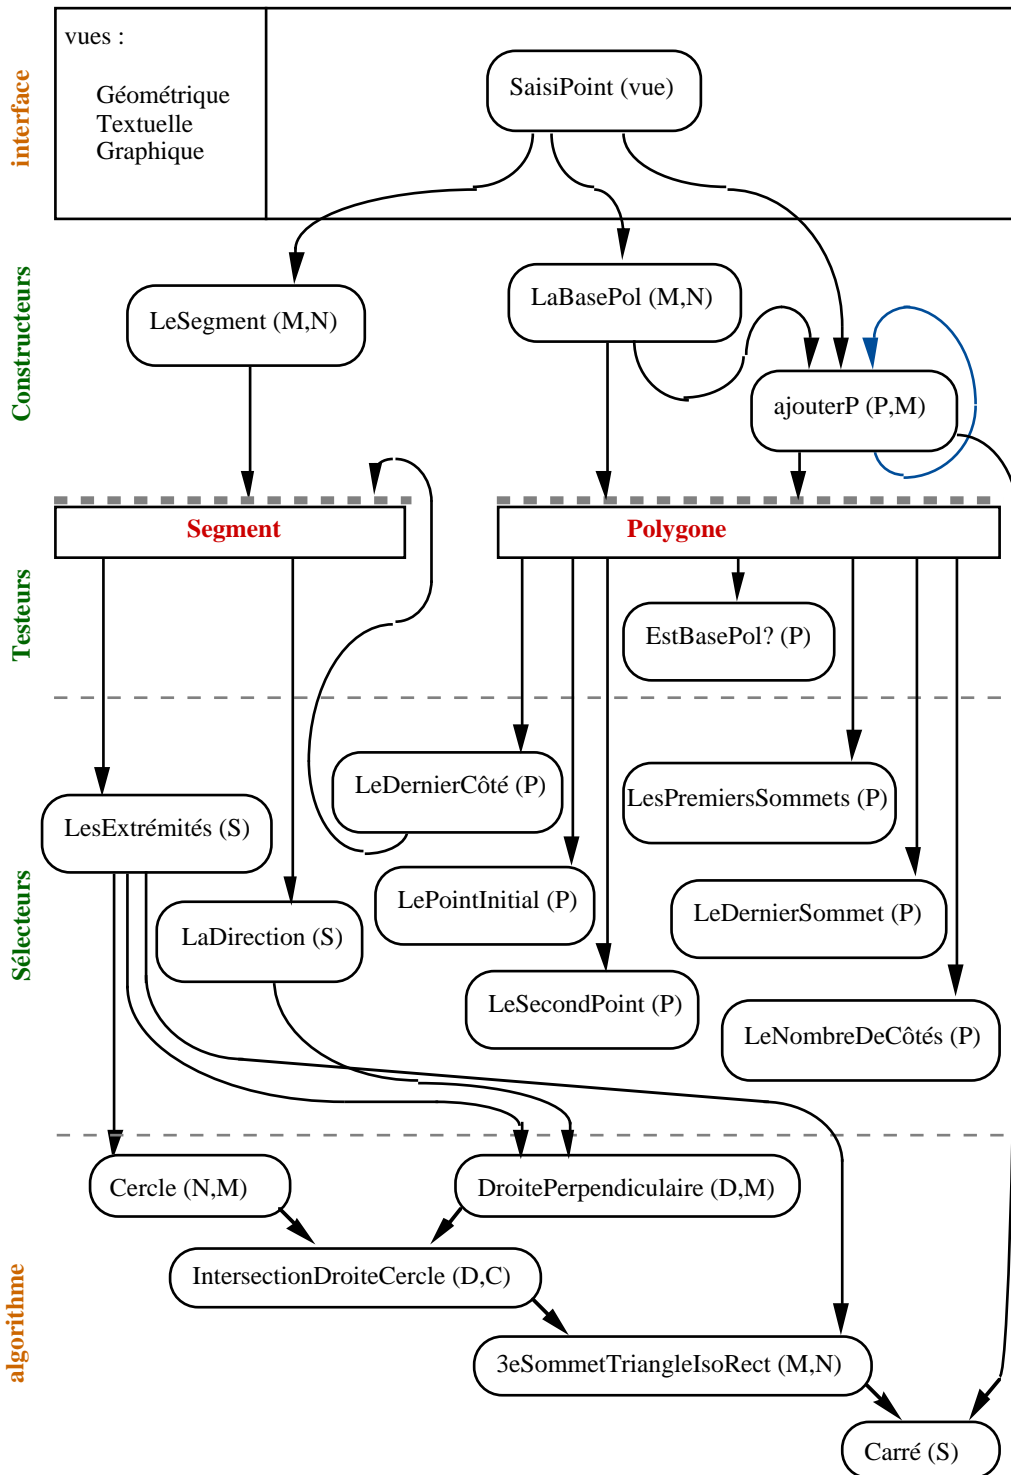 vues :
Géométrique
Textuelle
Graphique
interface
SaisiPoint (vue)
Constructeurs
LeSegment (M,N)
LaBasePol (M,N)
ajouterP (P,M)
Segment
Polygone
Testeurs
EstBasePol? (P)
Sélecteurs
LeDernierCôté (P)
LesPremiersSommets (P)
LesExtrémités (S)
LePointInitial (P)
LeDernierSommet (P)
LaDirection (S)
LeSecondPoint (P)
LeNombreDeCôtés (P)
algorithme
Cercle (N,M)
DroitePerpendiculaire (D,M)
IntersectionDroiteCercle (D,C)
3eSommetTriangleIsoRect (M,N)
Carré (S)